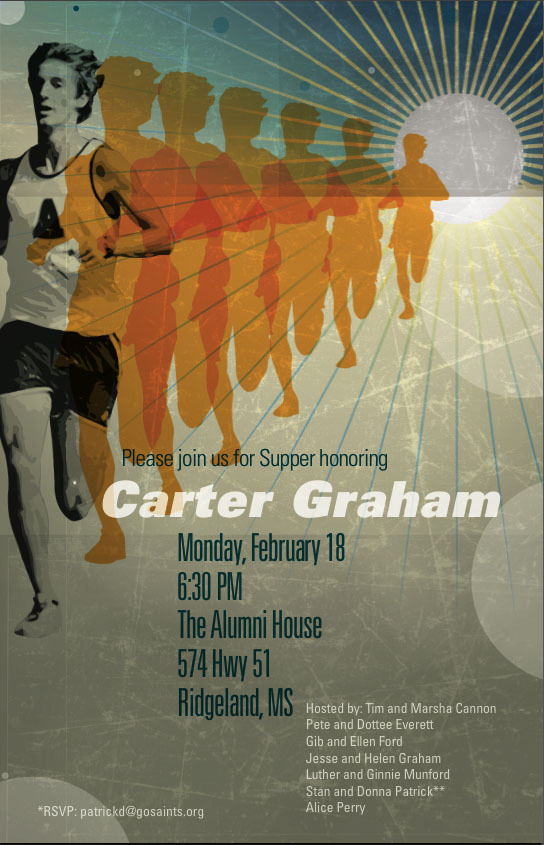 A
Please join us for Supper honoring
Carter Graham
Monday, February 18
6:30 PM
The Alumni House
574 Hwy 51
Ridgeland, MS
Hosted by: Tim and Marsha Cannon
Pete and Dottee Everett
Gib and Ellen Ford
Jesse and Helen Graham
Luther and Ginnie Munford
Stan and Donna Patrick**
Alice Perry
*RSVP: patrickd@gosaints.org